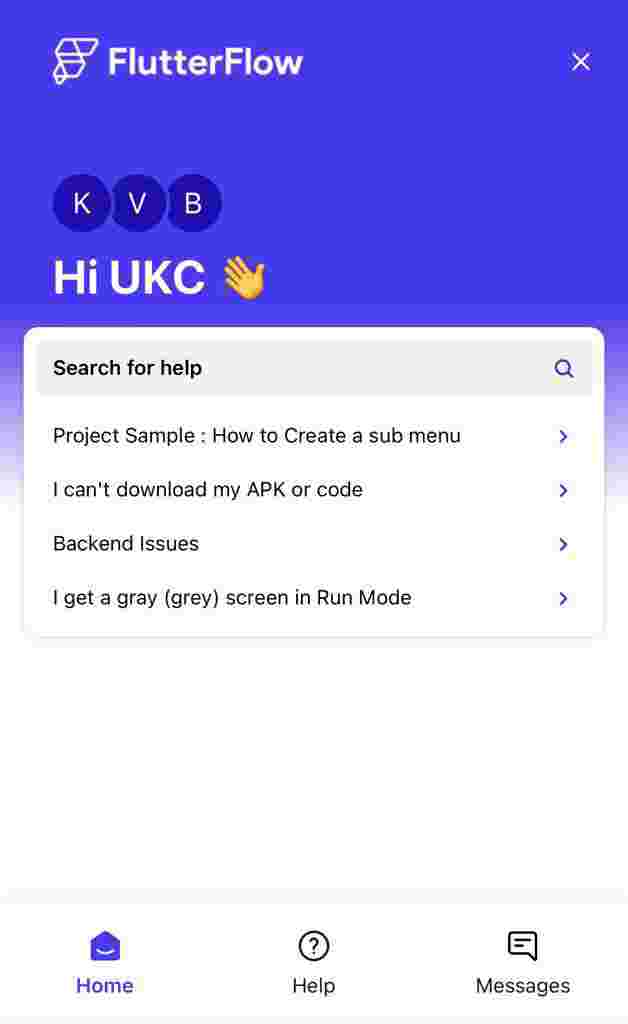 FlutterFlow
K V B
Hi UKC 👋
Search for help
Project Sample : How to Create a sub menu
I can't download my APK or code
Backend Issues
I get a gray (grey) screen in Run Mode
Home Help Messages